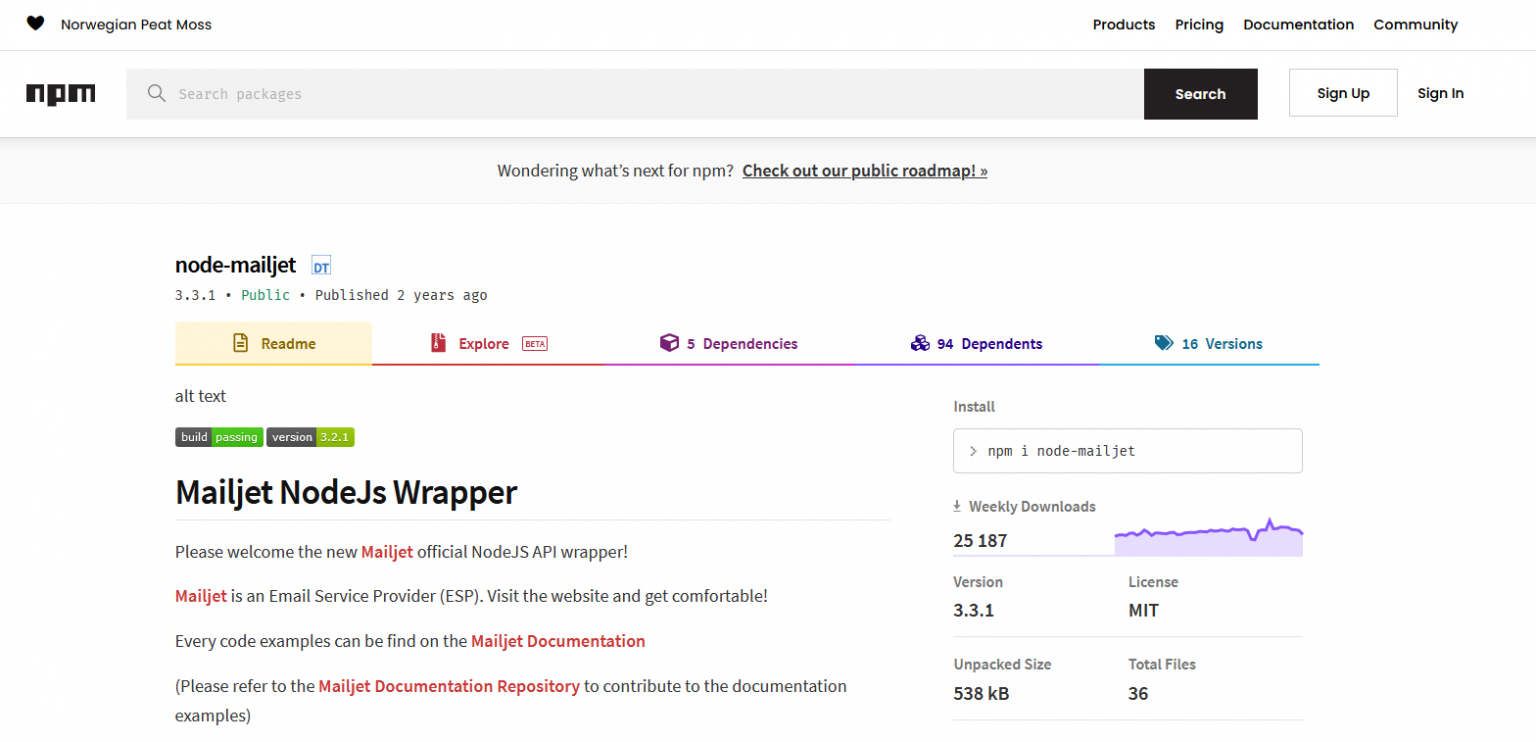 Norwegian Peat Moss
Products Pricing Documentation Community
npm
Search packages
Search
Sign Up
Sign In
Wondering what’s next for npm? Check out our public roadmap! »
node-mailjet DT
3.3.1 • Public • Published 2 years ago
Readme
Explore BETA
5 Dependencies
94 Dependents
16 Versions
alt text
build passing version 3.2.1
Mailjet NodeJs Wrapper
Please welcome the new Mailjet official NodeJS API wrapper!
Mailjet is an Email Service Provider (ESP). Visit the website and get comfortable!
Every code examples can be find on the Mailjet Documentation
(Please refer to the Mailjet Documentation Repository to contribute to the documentation
examples)
Install
> npm i node-mailjet
Weekly Downloads
25 187
Version
3.3.1
License
MIT
Unpacked Size
538 kB
Total Files
36